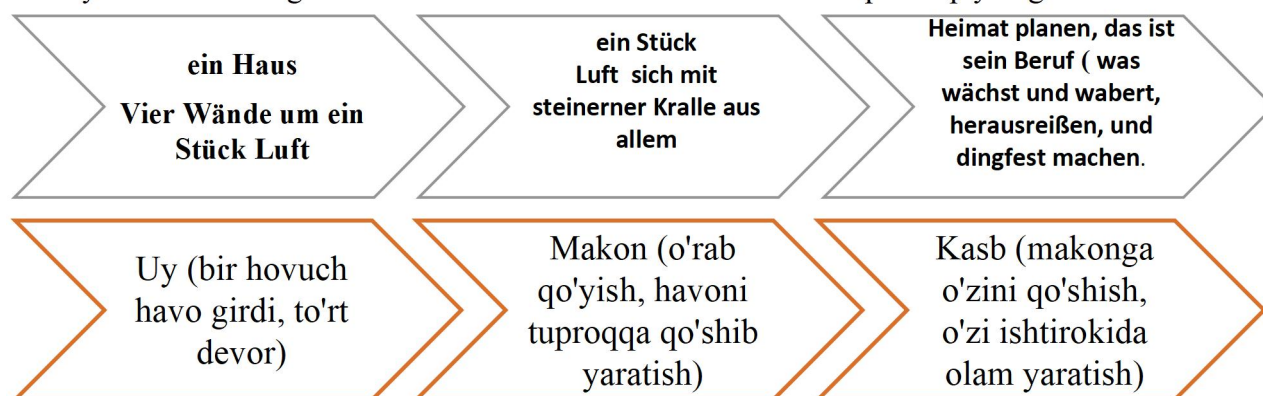 ein Haus
Vier Wände um ein
Stück Luft
ein Stück
Luft sich mit
steinerner Kralle aus
allem
Heimat planen, das ist
sein Beruf ( was
wächst und wabert,
herausreißen, und
dingfest machen.
Uy (bir hovuch
havo girdi, to'rt
devor)
Makon (o'rab
qo'yish, havoni
tuproqqa qo'shib
yaratish)
Kasb (makonga
o'zini qo'shish,
o'zi ishtirokida
olam yaratish)